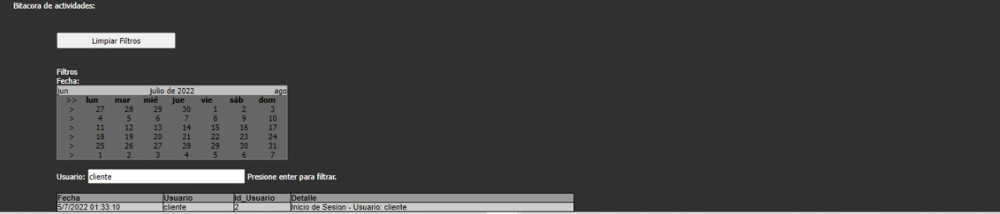 Bitacora de actividades:
Limpiar Filtros
Filtros
Fecha:
jun julio de 2022 ago
>> lun mar mié jue vie sáb dom
> 27 28 29 30 1 2 3
> 4 5 6 7 8 9 10
> 11 12 13 14 15 16 17
> 18 19 20 21 22 23 24
> 25 26 27 28 29 30 31
> 1 2 3 4 5 6 7
Usuario: cliente Presione enter para filtrar.
Fecha Usuario Id_Usuario Detalle
5/7/2022 01:33:10 cliente 2 Inicio de Sesion - Usuario: cliente